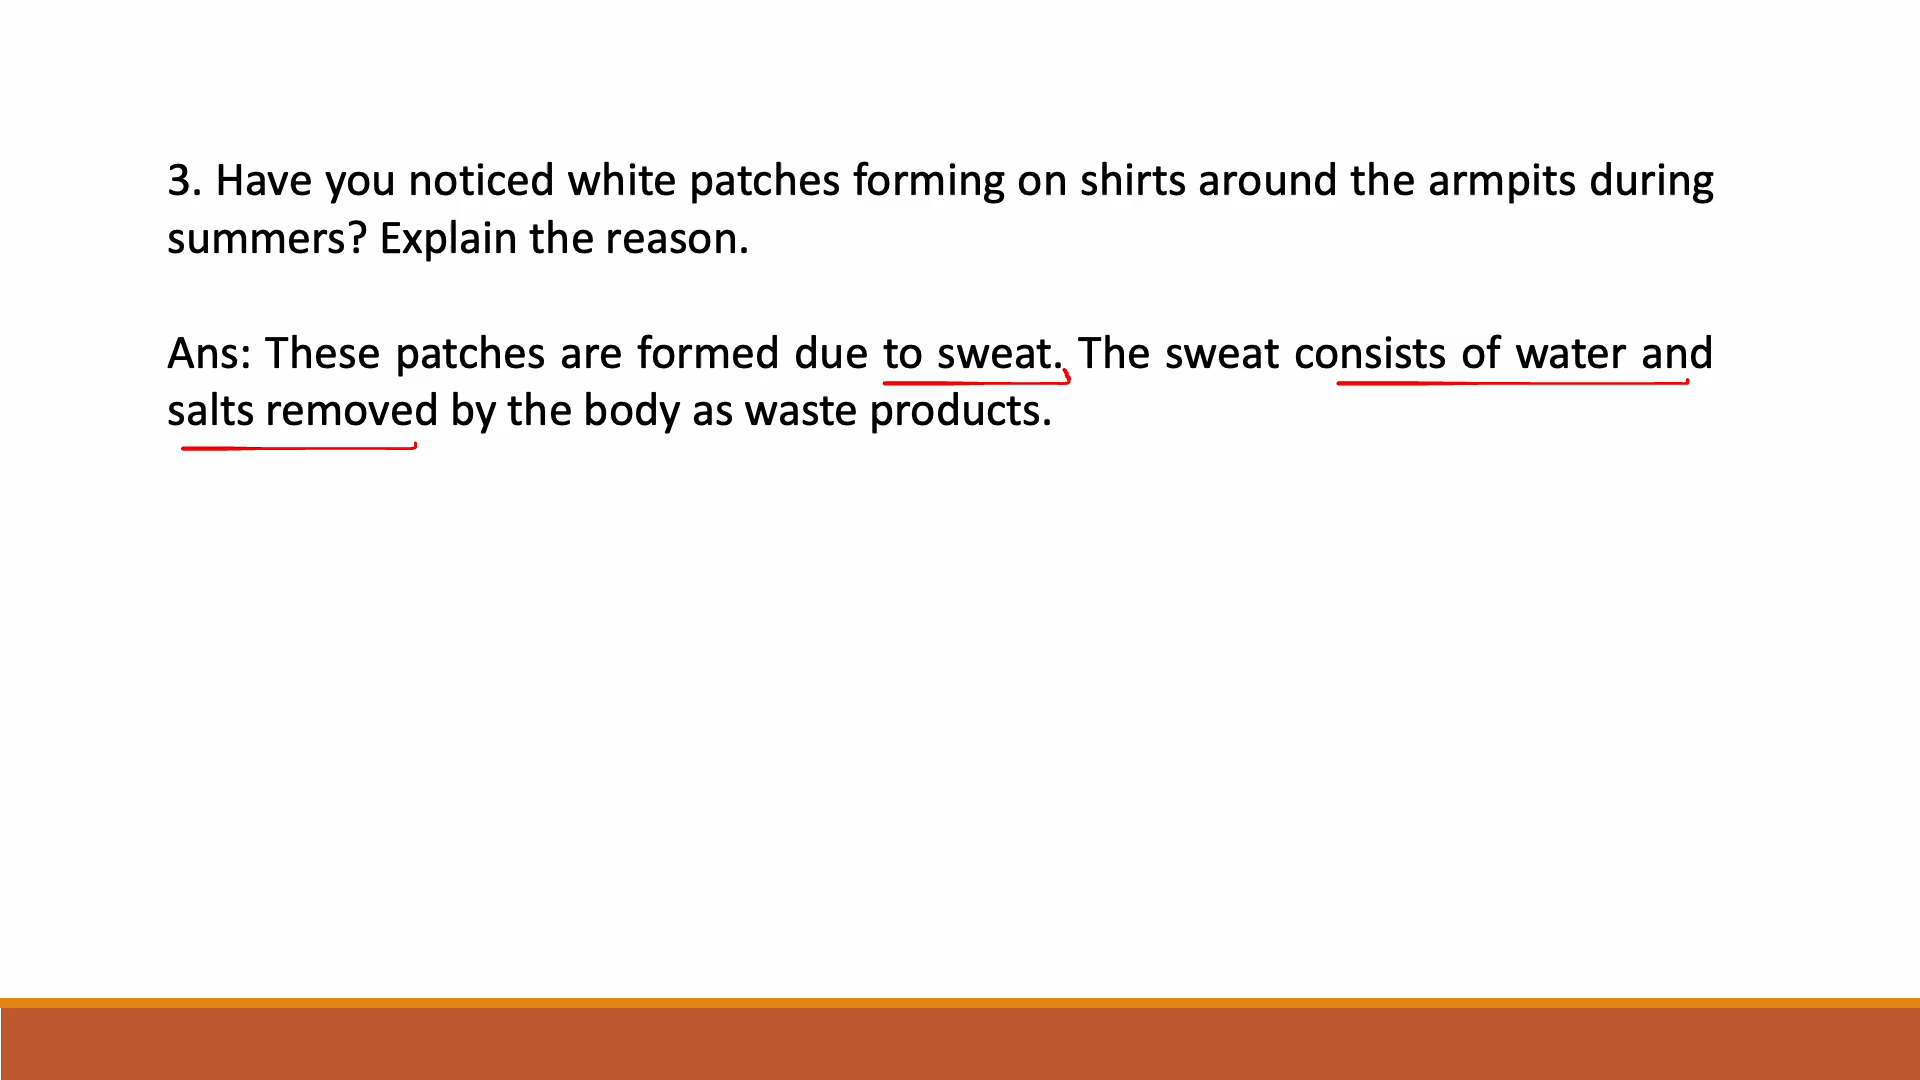 3. Have you noticed white patches forming on shirts around the armpits during
summers? Explain the reason.
Ans: These patches are formed due to sweat. The sweat consists of water and
salts removed by the body as waste products.